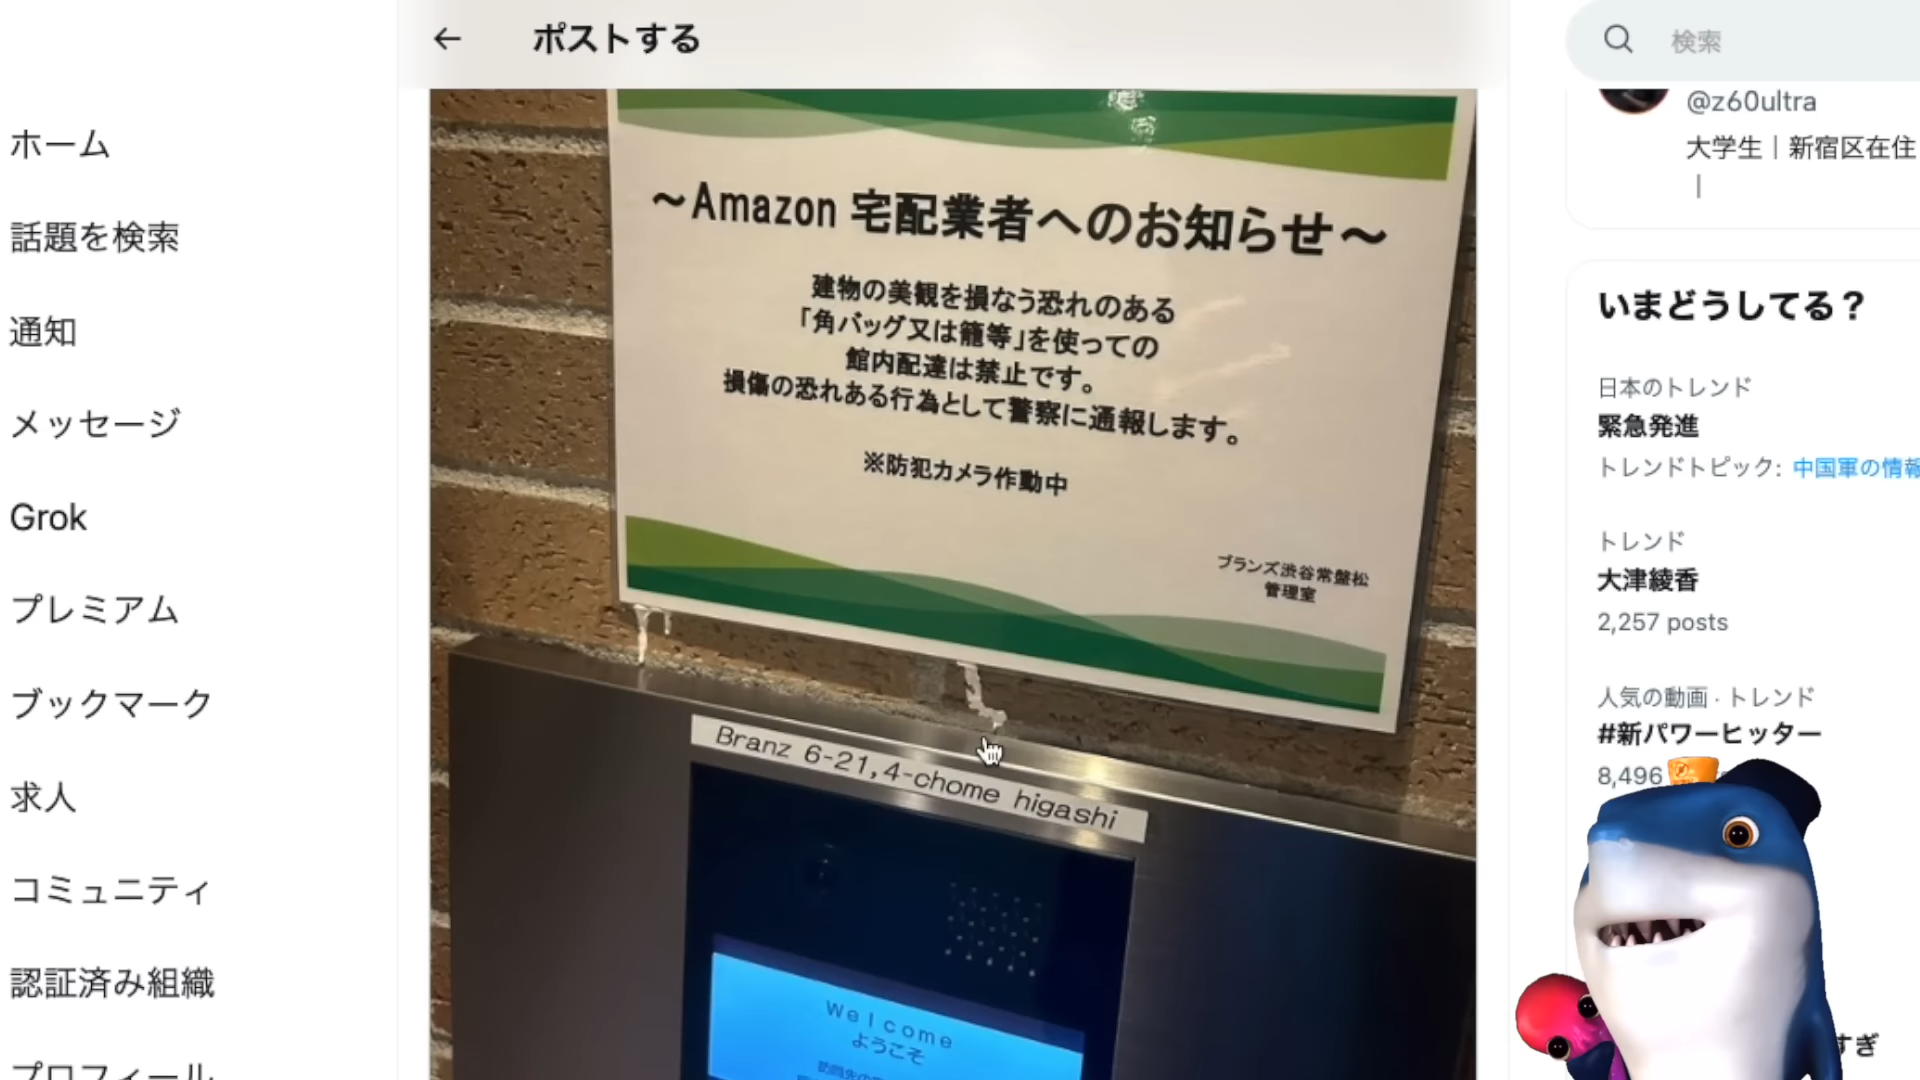 ポストする
ホーム
話題を検索
通知
メッセージ
Grok
プレミアム
ブックマーク
求人
コミュニティ
認証済み組織
プロフィール
～Amazon 宅配業者へのお知らせ～
建物の美観を損なう恐れのある
「角バッグ又は籠等」を使っての
館内配達は禁止です。
損傷の恐れある行為として警察に通報します。
※防犯カメラ作動中
ブランズ渋谷常盤松
管理室
Branz 6-21,4-chome higashi
Welcome
ようこそ
検索
@z60ultra
大学生｜新宿区在住
｜
いまどうしてる？
日本のトレンド
緊急発進
トレンドトピック: 中国軍の情報
トレンド
大津綾香
2,257 posts
人気の動画 · トレンド
#新パワーヒッター
8,496
すぎ